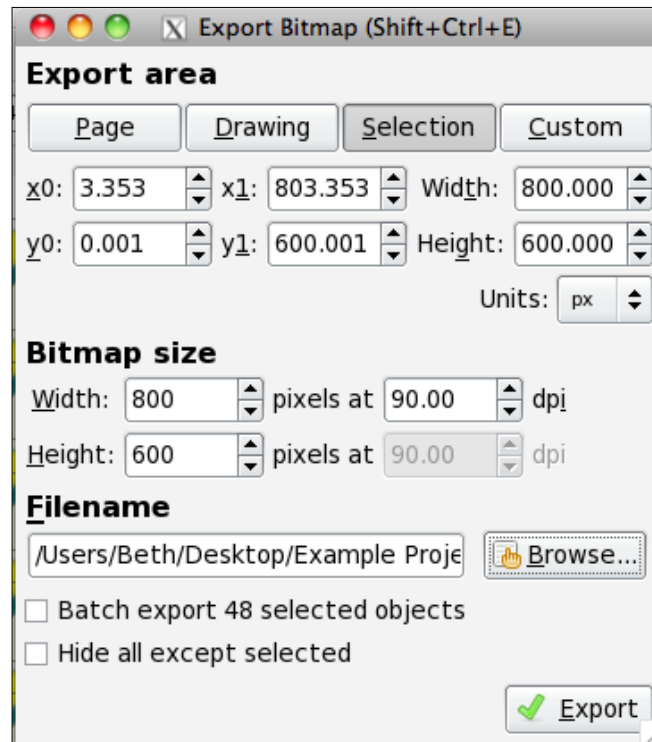 Export Bitmap (Shift+Ctrl+E)
Export area
Page Drawing Selection Custom
x0: 3.353 x1: 803.353 Width: 800.000
y0: 0.001 y1: 600.001 Height: 600.000
Units: px
Bitmap size
Width: 800 pixels at 90.00 dpi
Height: 600 pixels at 90.00 dpi
Filename
/Users/Beth/Desktop/Example Proje Browse...
Batch export 48 selected objects
Hide all except selected
Export